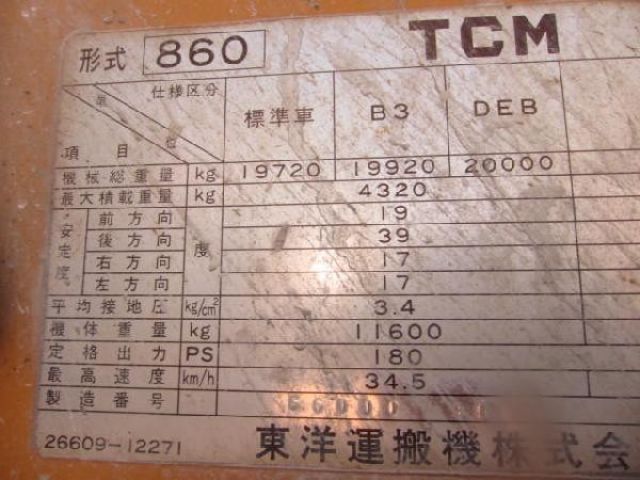 形式 860 TCM
仕様区分 標準車 B3 DEB
単位
項目
機械総重量 kg 19720 19920 20000
最大積載重量 kg 4320
安定度 前方向 度 19
後方向 39
右方向 17
左方向 17
平均接地圧 kg/cm² 3.4
機体重量 kg 11600
定格出力 PS 180
最高速度 km/h 34.5
製造番号
26609-12271 東洋運搬機株式会